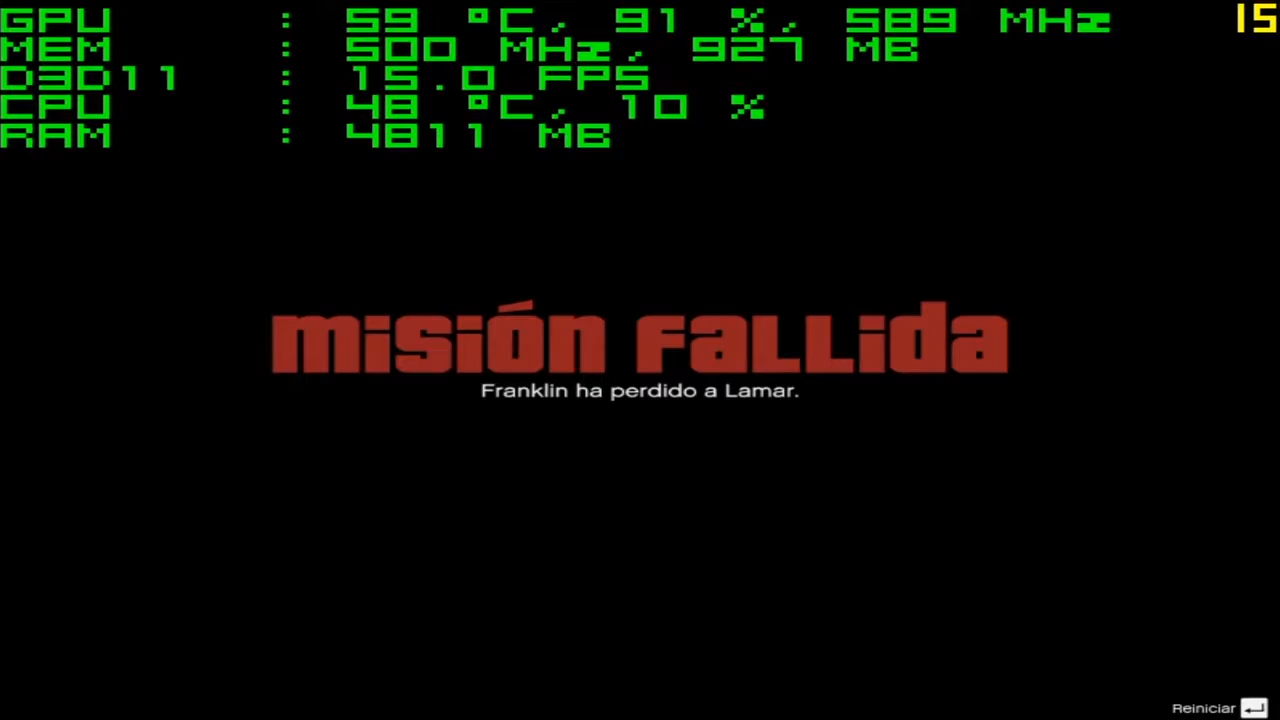 GPU : 59 °C, 91 %, 589 MHz 15
MEM : 500 MHz, 927 MB
D3D11 : 15.0 FPS
CPU : 48 °C, 10 %
RAM : 4811 MB
misión fallida
Franklin ha perdido a Lamar.
Reiniciar